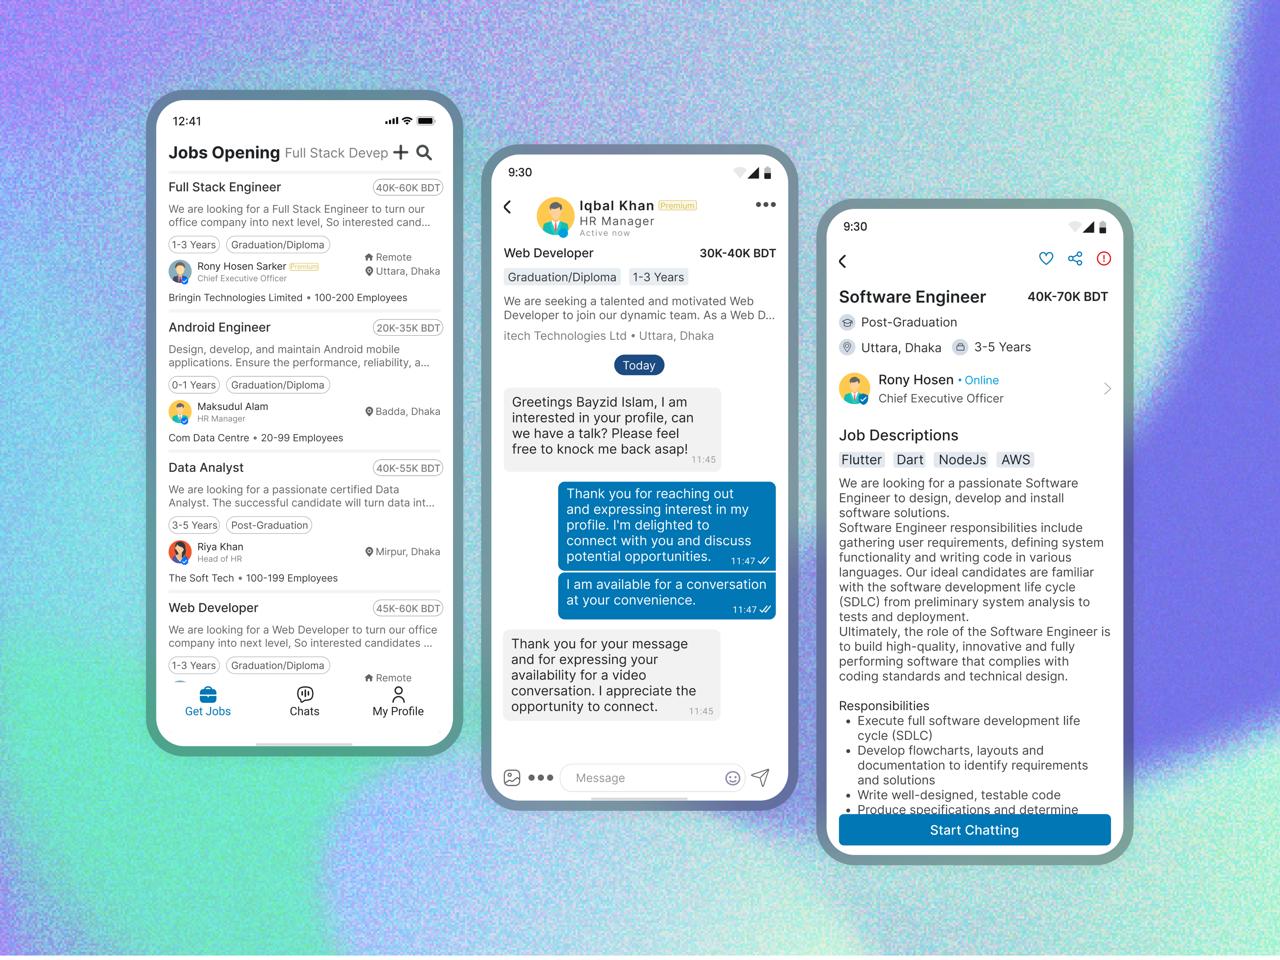 12:41
Jobs Opening Full Stack Devep
Full Stack Engineer 40K-60K BDT
We are looking for a Full Stack Engineer to turn our
office company into next level, So interested cand...
1-3 Years Graduation/Diploma
Remote
Rony Hosen Sarker Premium
Uttara, Dhaka
Chief Executive Officer
Bringin Technologies Limited • 100-200 Employees
Android Engineer 20K-35K BDT
Design, develop, and maintain Android mobile
applications. Ensure the performance, reliability, a...
0-1 Years Graduation/Diploma
Maksudul Alam
Badda, Dhaka
HR Manager
Com Data Centre • 20-99 Employees
Data Analyst 40K-55K BDT
We are looking for a passionate certified Data
Analyst. The successful candidate will turn data int...
3-5 Years Post-Graduation
Riya Khan
Mirpur, Dhaka
Head of HR
The Soft Tech • 100-199 Employees
Web Developer 45K-60K BDT
We are looking for a Web Developer to turn our office
company into next level, So interested candidates ...
1-3 Years Graduation/Diploma
Remote
Get Jobs Chats My Profile
9:30
Iqbal Khan Premium
HR Manager
Active now
Web Developer 30K-40K BDT
Graduation/Diploma 1-3 Years
We are seeking a talented and motivated Web
Developer to join our dynamic team. As a Web D...
itech Technologies Ltd • Uttara, Dhaka
Today
Greetings Bayzid Islam, I am
interested in your profile, can
we have a talk? Please feel
free to knock me back asap!
11:45
Thank you for reaching out
and expressing interest in my
profile. I'm delighted to
connect with you and discuss
potential opportunities. 11:47
I am available for a conversation
at your convenience.
11:47
Thank you for your message
and for expressing your
availability for a video
conversation. I appreciate the
opportunity to connect. 11:45
Message
9:30
Software Engineer 40K-70K BDT
Post-Graduation
Uttara, Dhaka 3-5 Years
Rony Hosen • Online
Chief Executive Officer
Job Descriptions
Flutter Dart NodeJs AWS
We are looking for a passionate Software
Engineer to design, develop and install
software solutions.
Software Engineer responsibilities include
gathering user requirements, defining system
functionality and writing code in various
languages. Our ideal candidates are familiar
with the software development life cycle
(SDLC) from preliminary system analysis to
tests and deployment.
Ultimately, the role of the Software Engineer is
to build high-quality, innovative and fully
performing software that complies with
coding standards and technical design.
Responsibilities
• Execute full software development life
cycle (SDLC)
• Develop flowcharts, layouts and
documentation to identify requirements
and solutions
• Write well-designed, testable code
• Produce specifications and determine
Start Chatting